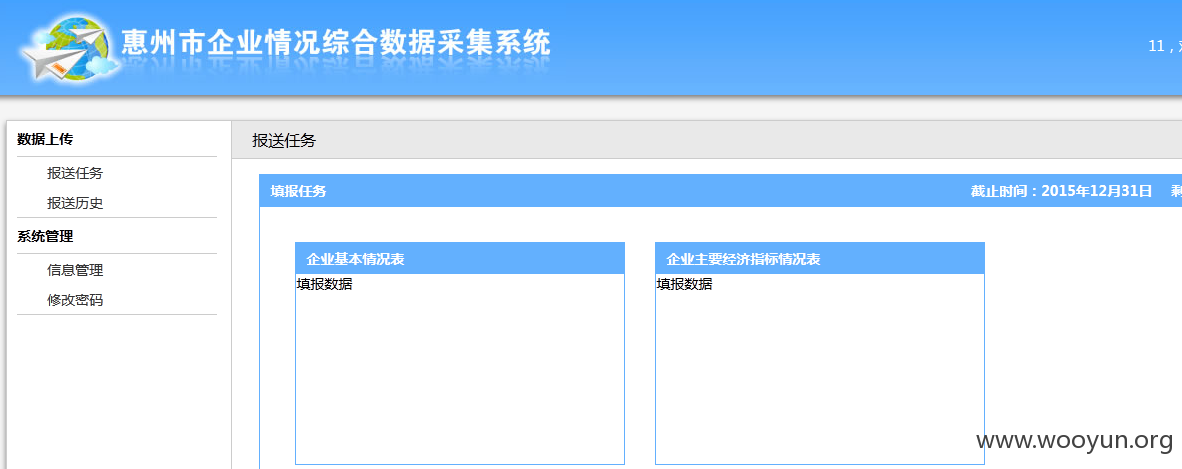 惠州市企业情况综合数据采集系统
11，
数据上传
报送任务
报送历史
系统管理
信息管理
修改密码
报送任务
填报任务 截止时间：2015年12月31日
企业基本情况表
填报数据
企业主要经济指标情况表
填报数据
www.wooyun.org